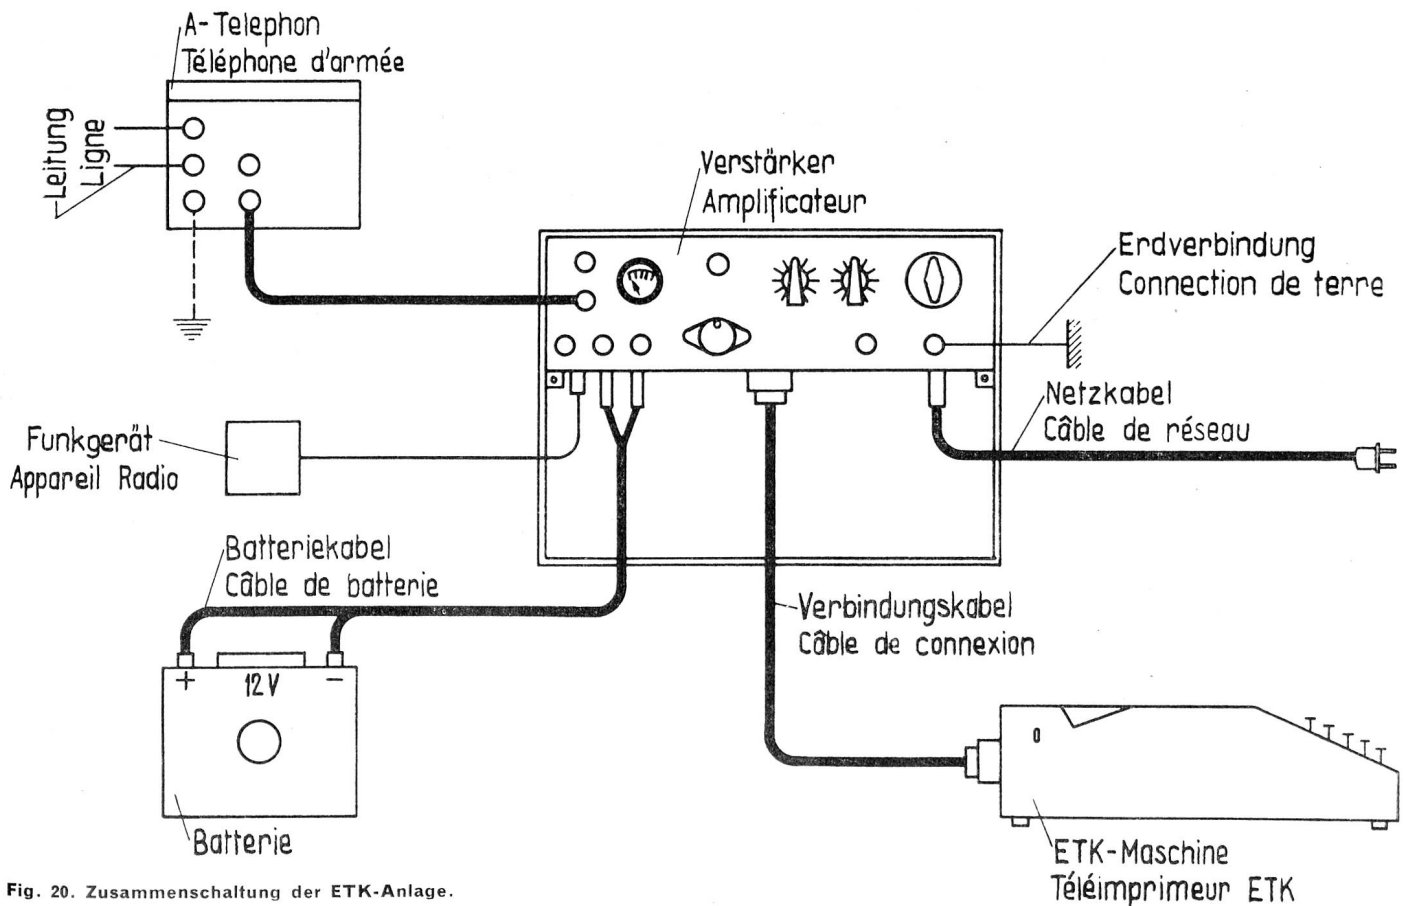 A-Telephon
Téléphone d'armée
Leitung
Ligne
Verstärker
Amplificateur
Erdverbindung
Connection de terre
Netzkabel
Câble de réseau
Funkgerät
Appareil Radio
Batteriekabel
Câble de batterie
Verbindungskabel
Câble de connexion
+ 12V -
Batterie
ETK-Maschine
Téléimprimeur ETK
Fig. 20. Zusammenschaltung der ETK-Anlage.